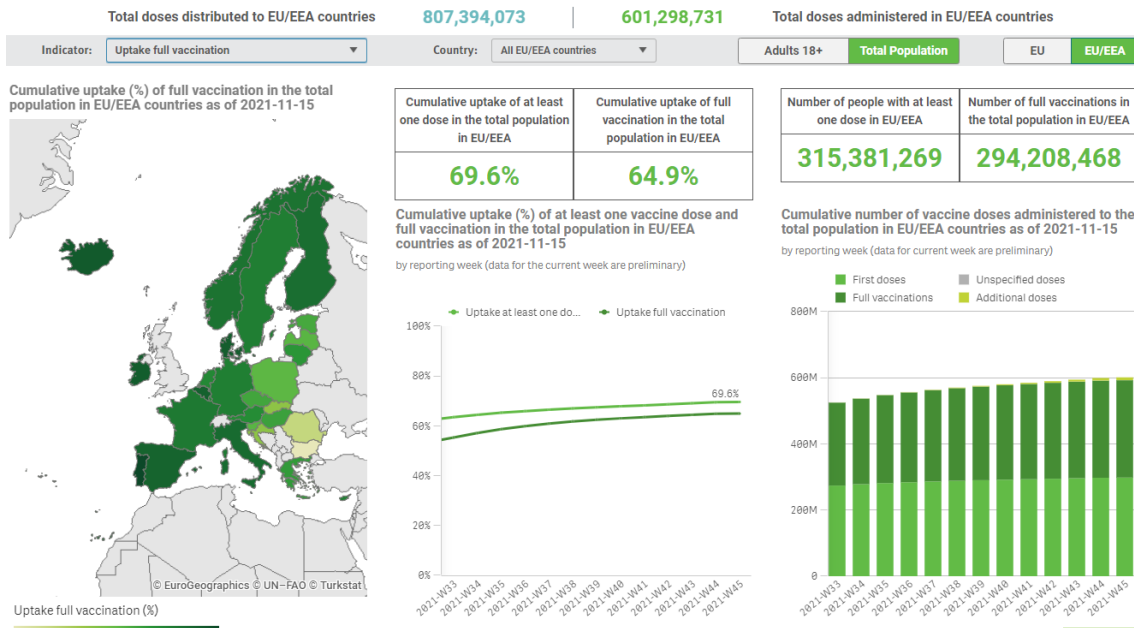 Total doses distributed to EU/EEA countries 807,394,073 601,298,731 Total doses administered in EU/EEA countries
Indicator: Uptake full vaccination Country: All EU/EEA countries Adults 18+ Total Population EU EU/EEA
Cumulative uptake (%) of full vaccination in the total
population in EU/EEA countries as of 2021-11-15
© EuroGeographics © UN-FAO © Turkstat
Uptake full vaccination (%)
Cumulative uptake of at least
one dose in the total population
in EU/EEA
69.6%
Cumulative uptake of full
vaccination in the total
population in EU/EEA
64.9%
Cumulative uptake (%) of at least one vaccine dose and
full vaccination in the total population in EU/EEA
countries as of 2021-11-15
by reporting week (data for the current week are preliminary)
Uptake at least one do... Uptake full vaccination
100%
80%
60%
40%
20%
0%
69.6%
2021-W33 2021-W34 2021-W35 2021-W36 2021-W37 2021-W38 2021-W39 2021-W40 2021-W41 2021-W42 2021-W43 2021-W44 2021-W45
Number of people with at least
one dose in EU/EEA
315,381,269
Number of full vaccinations in
the total population in EU/EEA
294,208,468
Cumulative number of vaccine doses administered to the
total population in EU/EEA countries as of 2021-11-15
by reporting week (data for current week are preliminary)
First doses Unspecified doses
Full vaccinations Additional doses
800M
600M
400M
200M
0
2021-W33 2021-W34 2021-W35 2021-W36 2021-W37 2021-W38 2021-W39 2021-W40 2021-W41 2021-W42 2021-W43 2021-W44 2021-W45